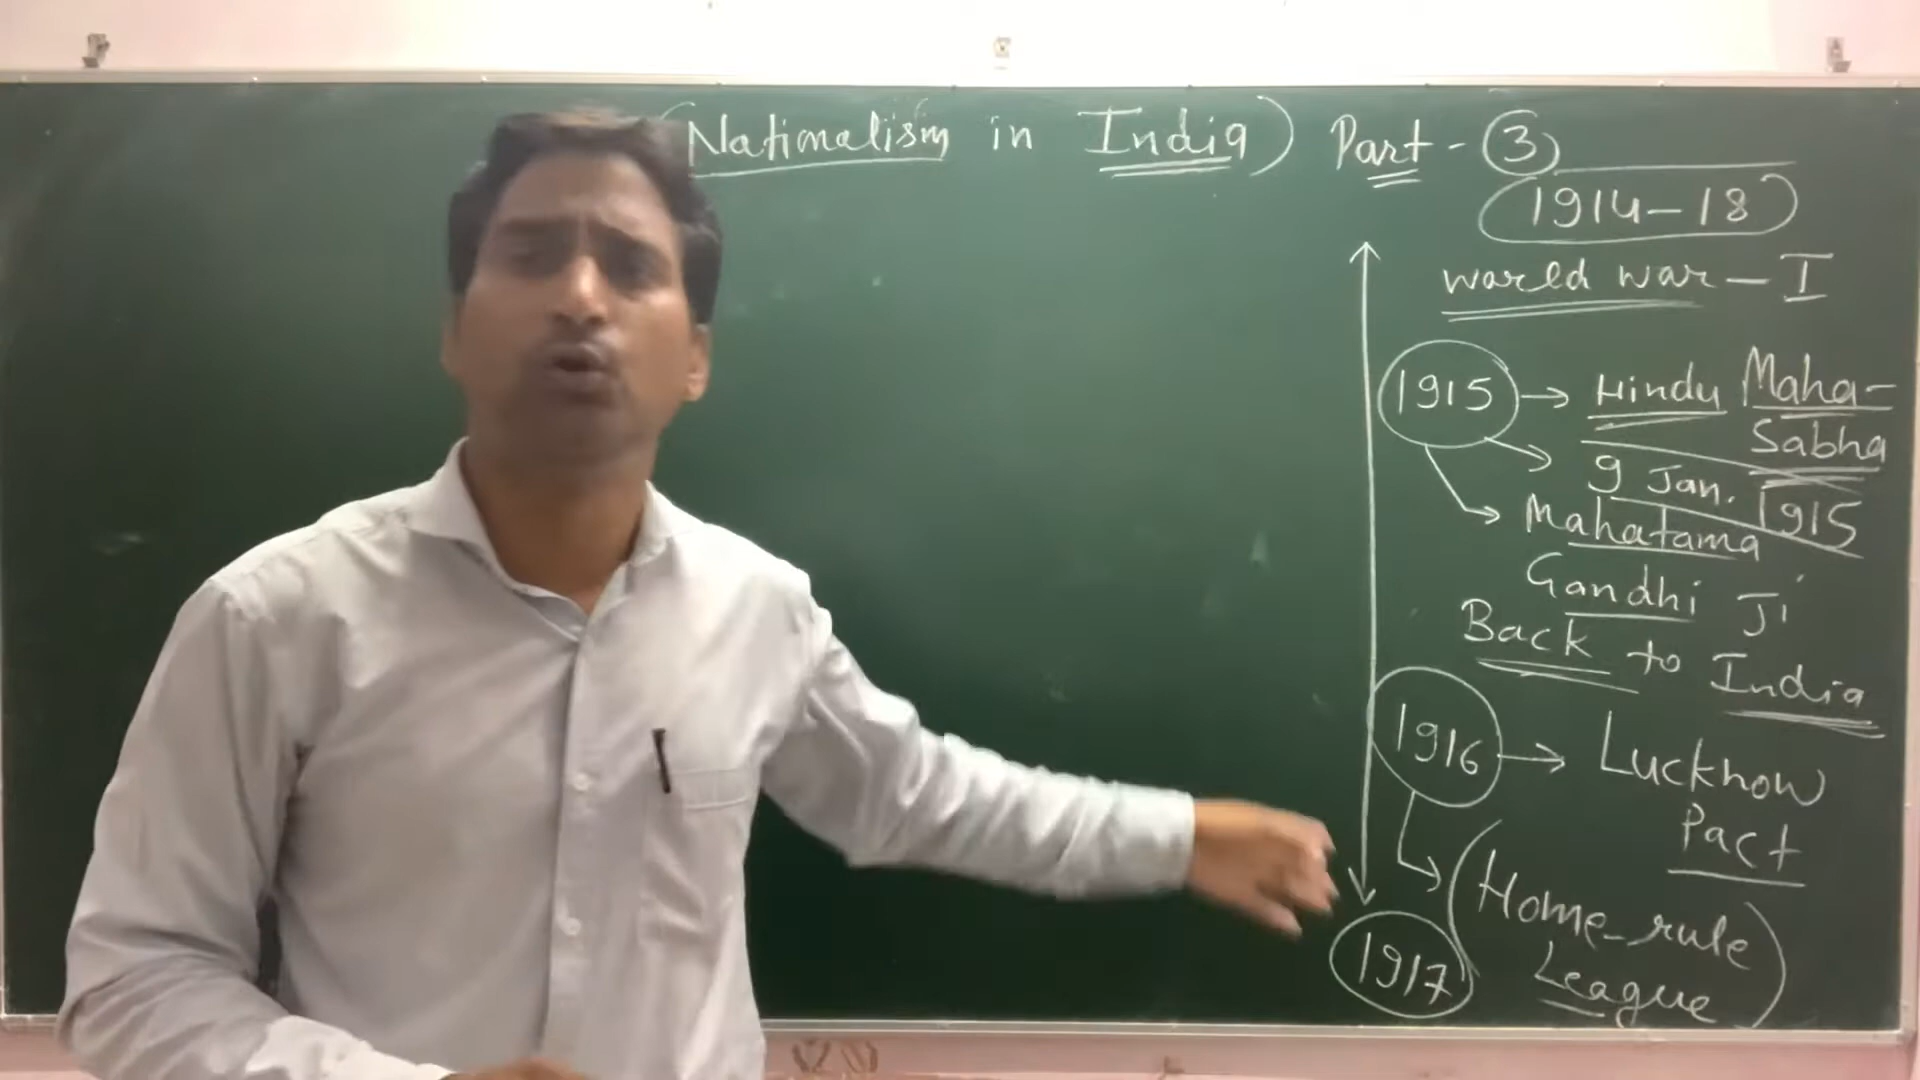 (Nationalism in India) Part - 3
1914-18
world war - I
1915 → Hindu Maha-
Sabha
9 Jan. 1915
Mahatama
Gandhi Ji
Back to India
1916 → Lucknow
Pact
(Home-rule
League)
1917